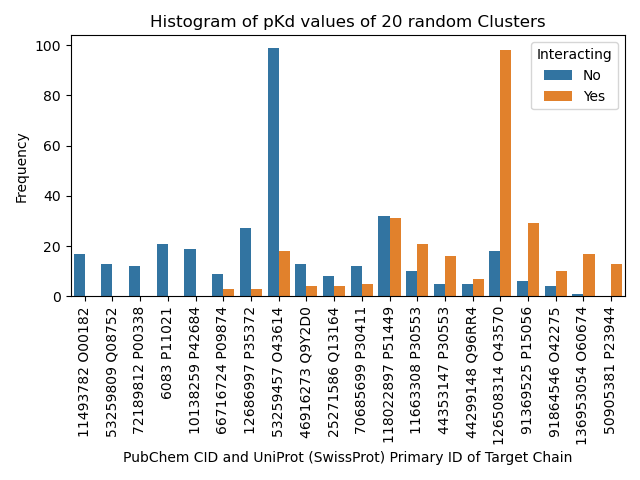 Histogram of pKd values of 20 random Clusters
Interacting
No
Yes
Frequency
100
80
60
40
20
0
11493782 O00182
53259809 Q08752
72189812 P00338
6083 P11021
10138259 P42684
66716724 P09874
12686997 P35372
53259457 O43614
46916273 Q9Y2D0
25271586 Q13164
70685699 P30411
118022897 P51449
11663308 P30553
44353147 P30553
44299148 Q96RR4
126508314 O43570
91369525 P15056
91864546 O42275
136953054 O60674
50905381 P23944
PubChem CID and UniProt (SwissProt) Primary ID of Target Chain